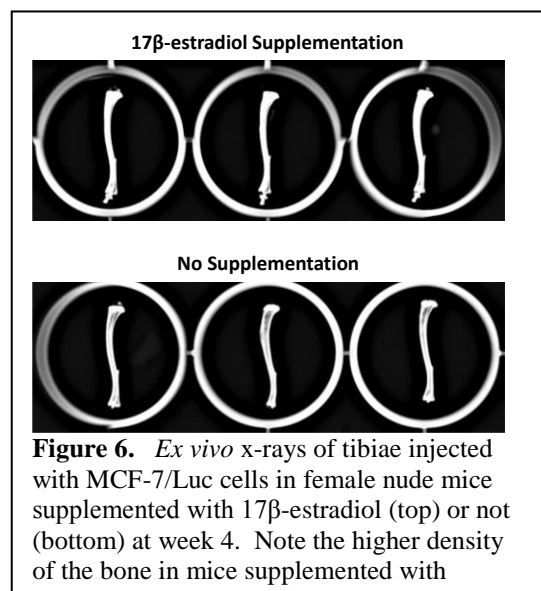 17β-estradiol Supplementation
No Supplementation
Figure 6. Ex vivo x-rays of tibiae injected
with MCF-7/Luc cells in female nude mice
supplemented with 17β-estradiol (top) or not
(bottom) at week 4. Note the higher density
of the bone in mice supplemented with